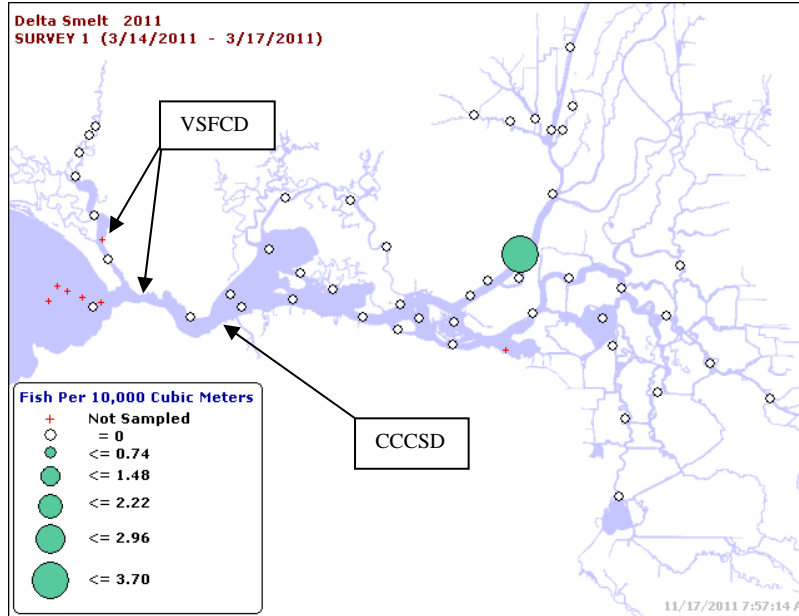 Delta Smelt 2011
SURVEY 1 (3/14/2011 - 3/17/2011)
VSFCD
CCCSD
Fish Per 10,000 Cubic Meters
Not Sampled
= 0
<= 0.74
<= 1.48
<= 2.22
<= 2.96
<= 3.70
11/17/2011 7:57:14 A